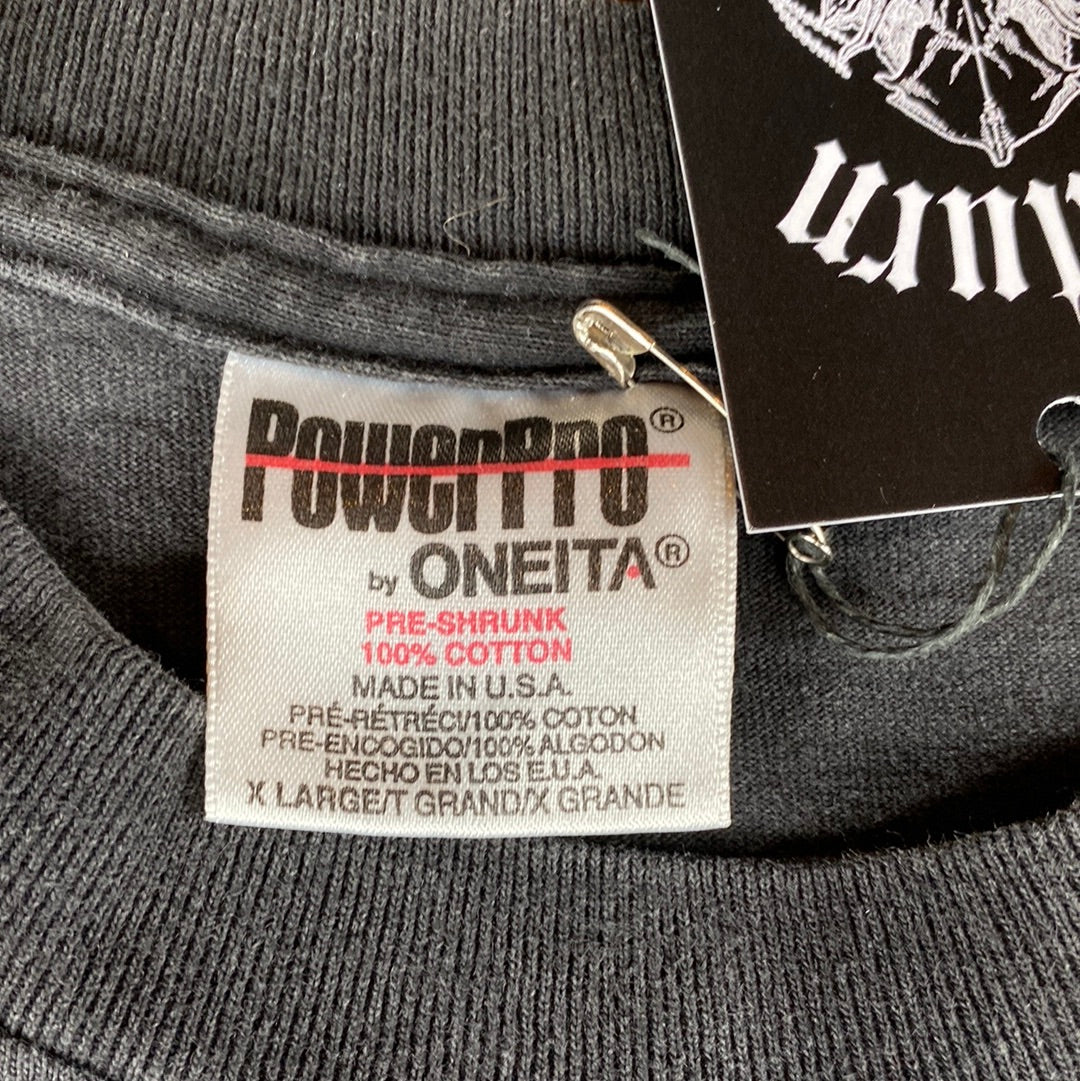 PowerPro®
by ONEITA®
PRE-SHRUNK
100% COTTON
MADE IN U.S.A.
PRÉ-RÉTRÉCI/100% COTON
PRE-ENCOGIDO/100% ALGODON
HECHO EN LOS E.U.A.
X LARGE/T GRAND/X GRANDE